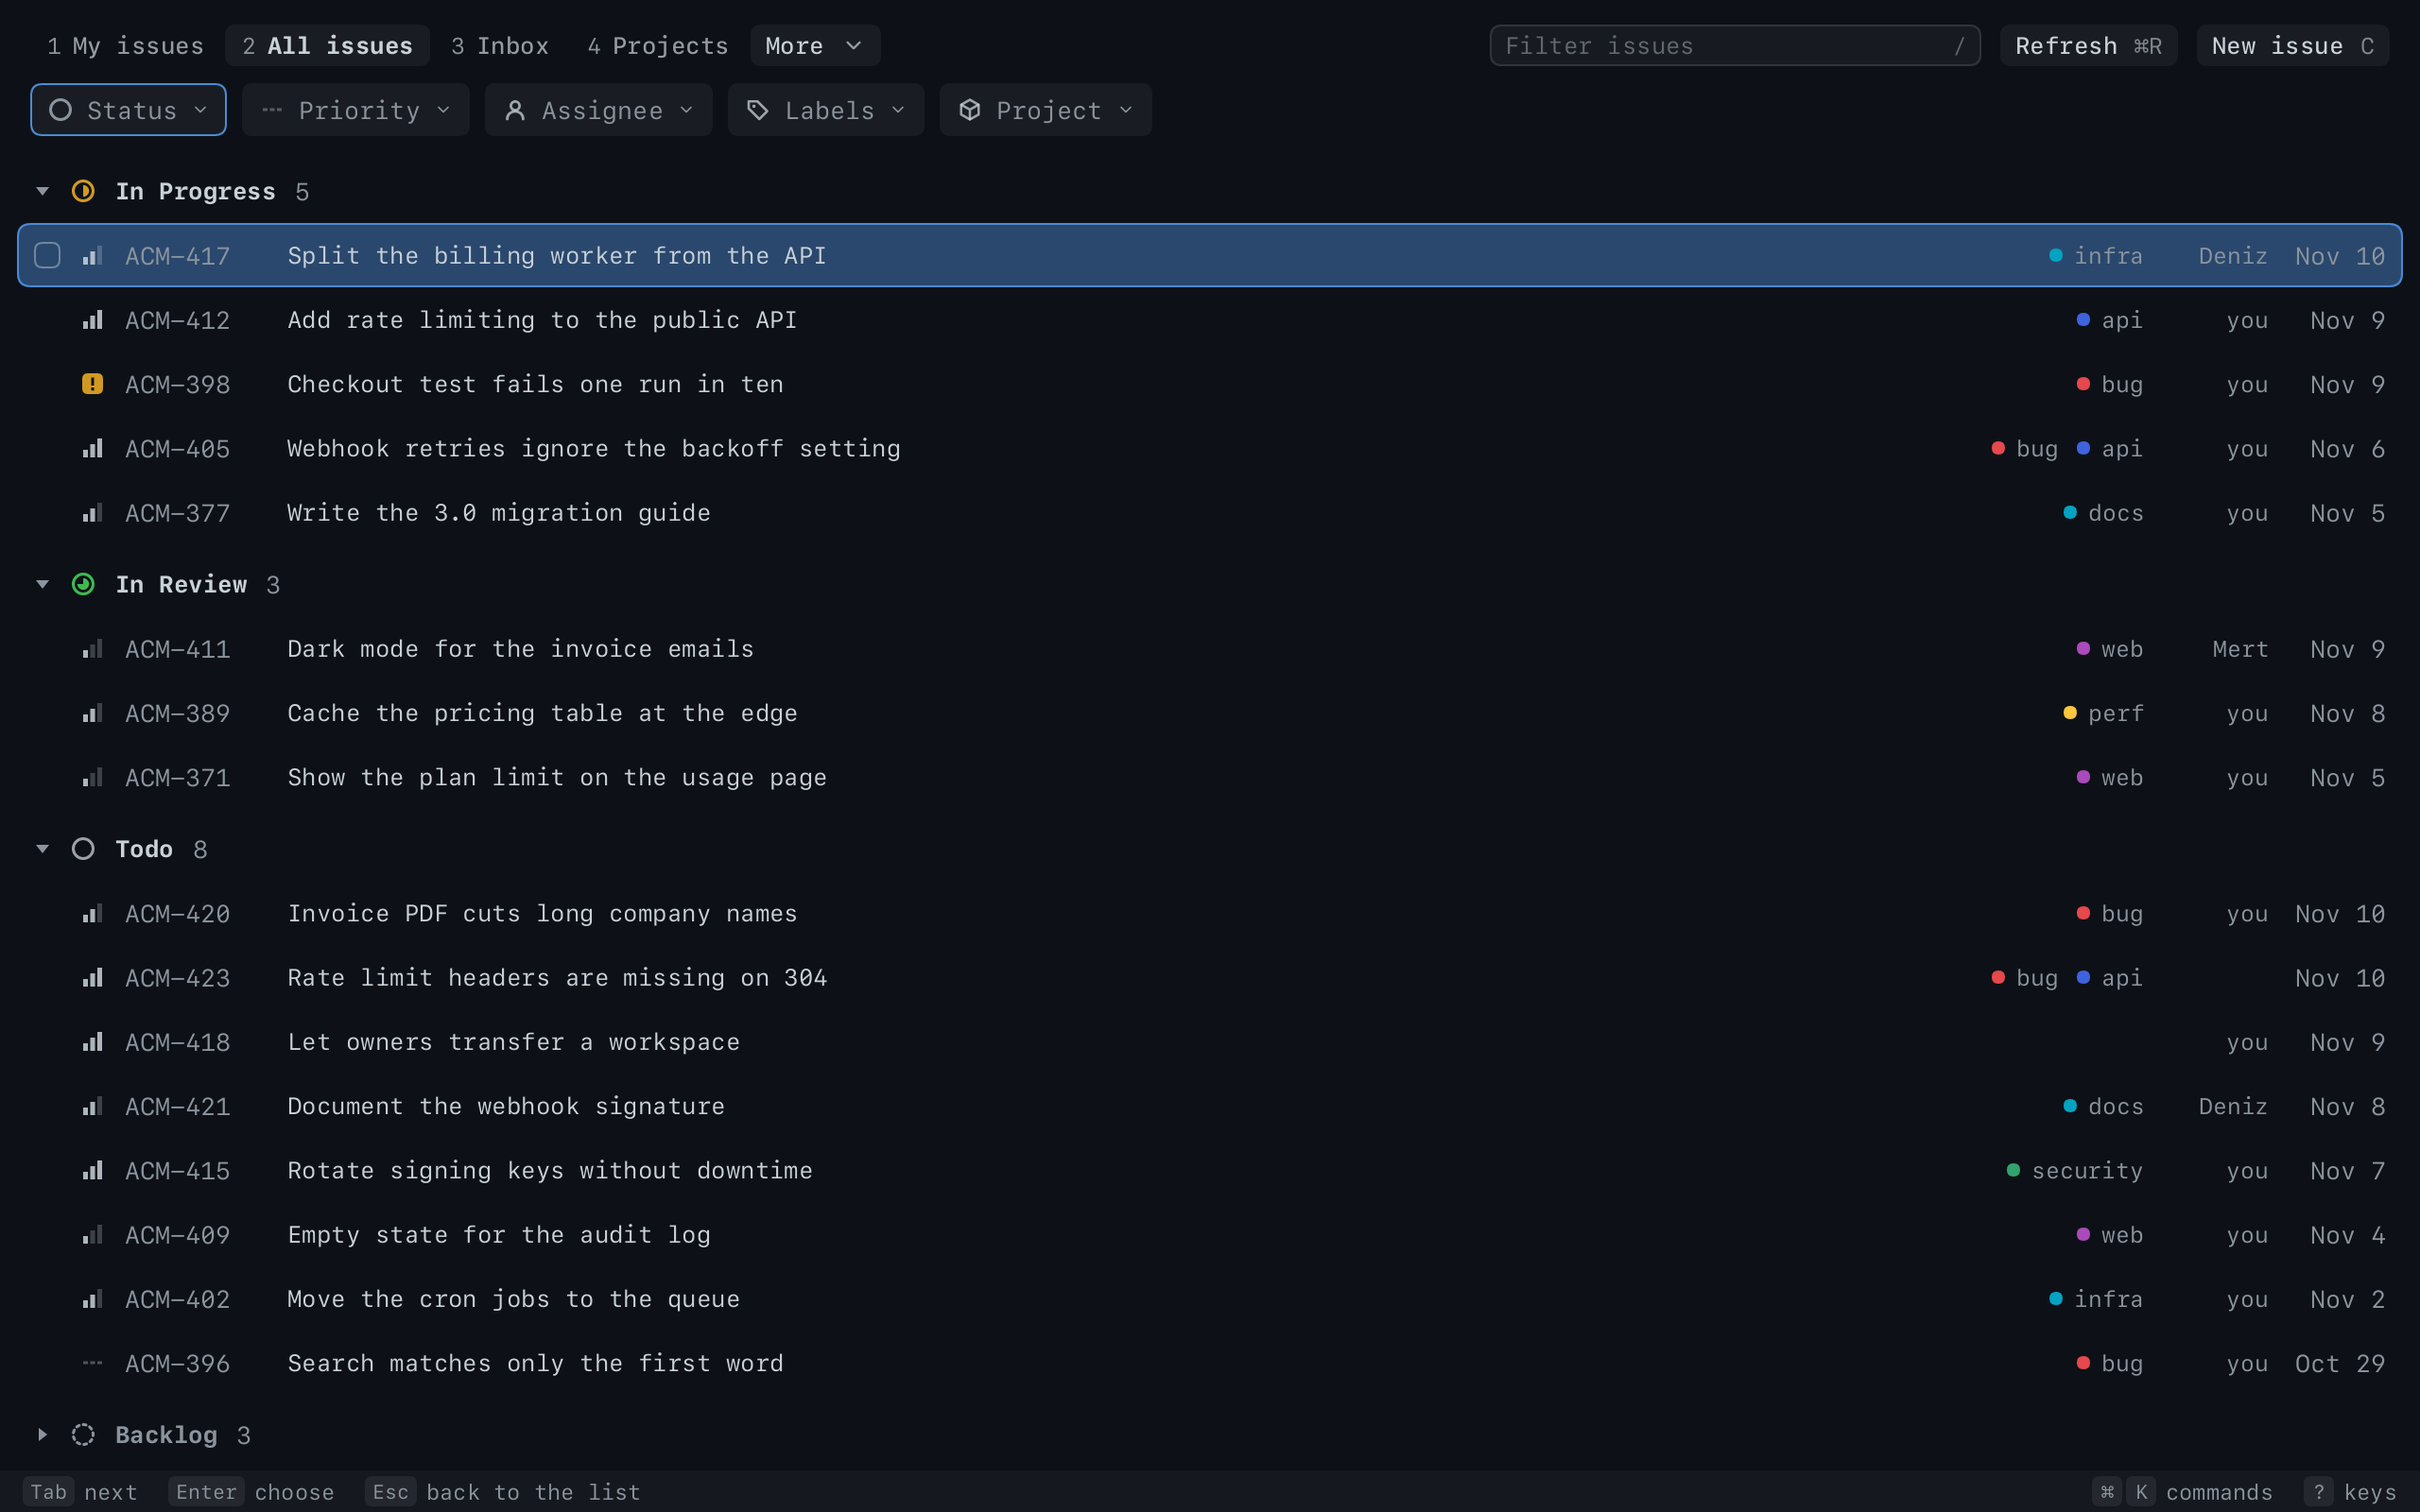 1 My issues 2 All issues 3 Inbox 4 Projects More Filter issues / Refresh ⌘R New issue C
Status Priority Assignee Labels Project
In Progress 5
ACM-417 Split the billing worker from the API infra Deniz Nov 10
ACM-412 Add rate limiting to the public API api you Nov 9
ACM-398 Checkout test fails one run in ten bug you Nov 9
ACM-405 Webhook retries ignore the backoff setting bug api you Nov 6
ACM-377 Write the 3.0 migration guide docs you Nov 5
In Review 3
ACM-411 Dark mode for the invoice emails web Mert Nov 9
ACM-389 Cache the pricing table at the edge perf you Nov 8
ACM-371 Show the plan limit on the usage page web you Nov 5
Todo 8
ACM-420 Invoice PDF cuts long company names bug you Nov 10
ACM-423 Rate limit headers are missing on 304 bug api Nov 10
ACM-418 Let owners transfer a workspace you Nov 9
ACM-421 Document the webhook signature docs Deniz Nov 8
ACM-415 Rotate signing keys without downtime security you Nov 7
ACM-409 Empty state for the audit log web you Nov 4
ACM-402 Move the cron jobs to the queue infra you Nov 2
ACM-396 Search matches only the first word bug you Oct 29
Backlog 3
Tab next Enter choose Esc back to the list ⌘ K commands ? keys